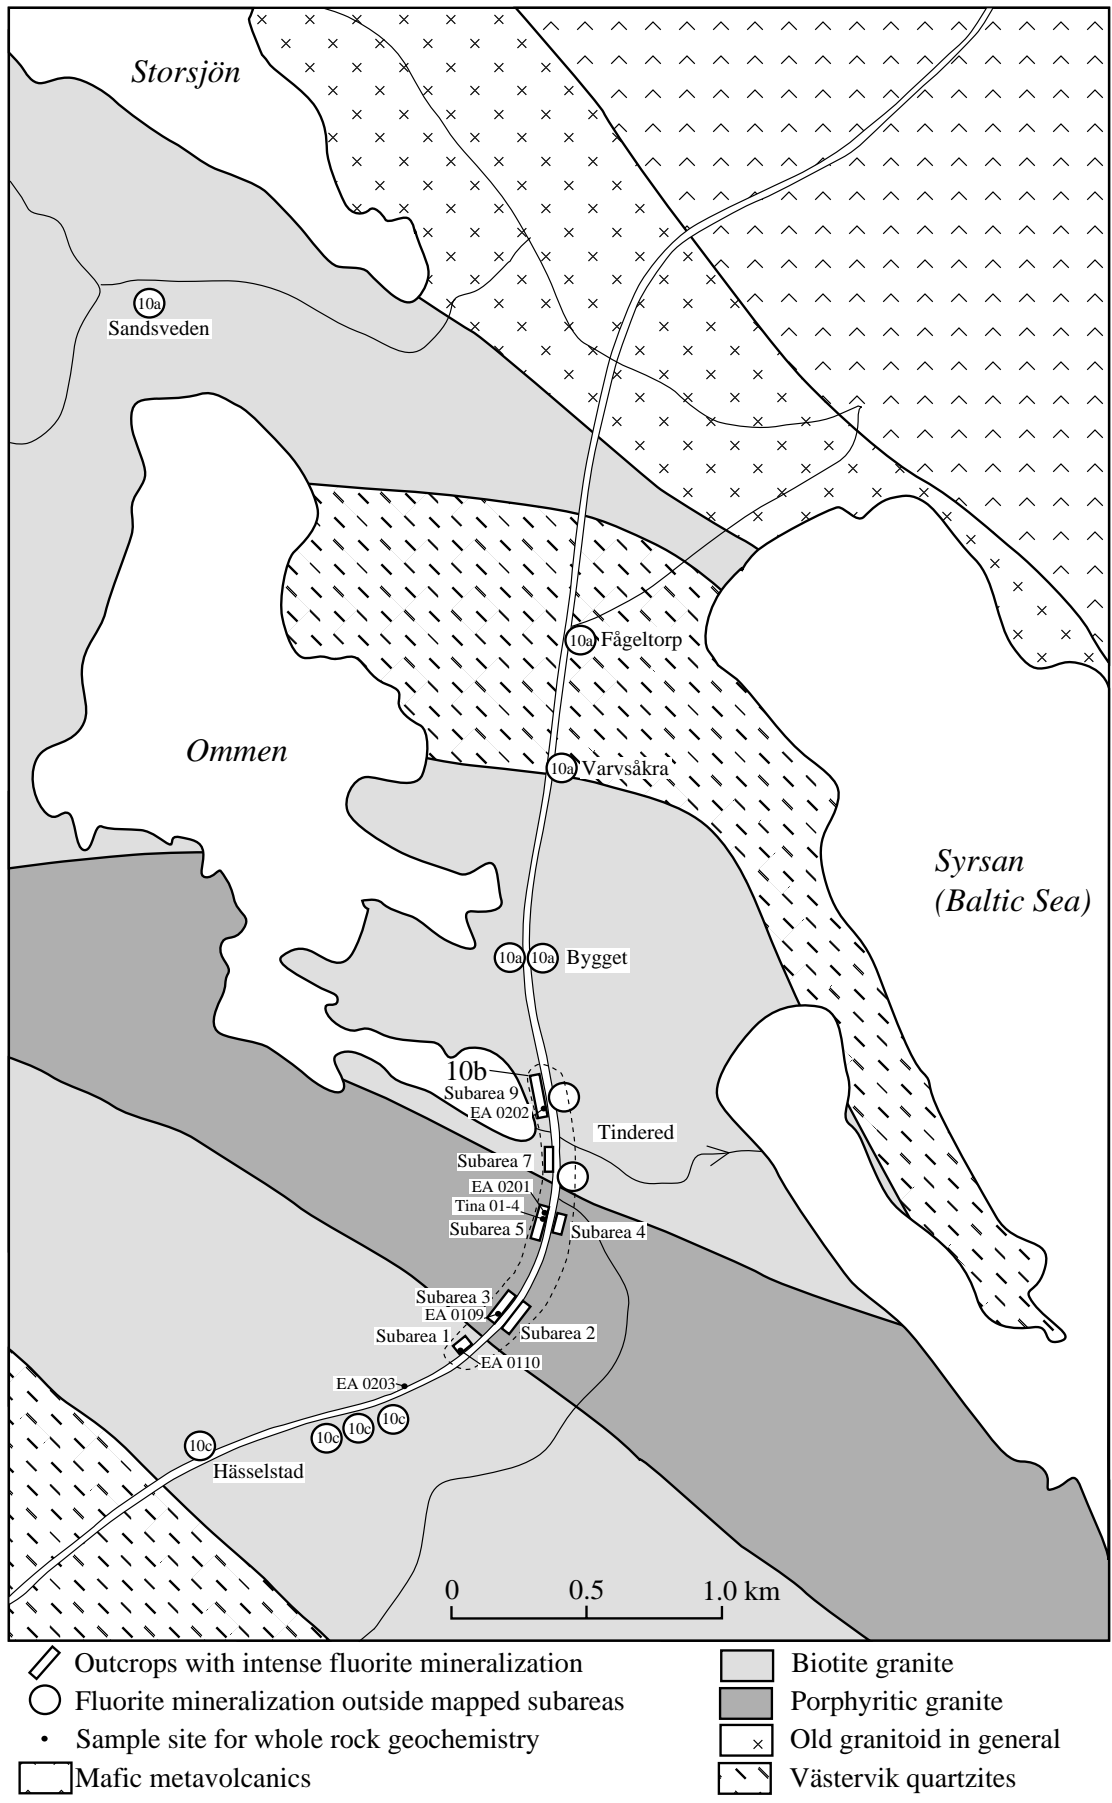 Storsjön
10a
Sandsveden
10a Fågeltorp
Ommen
10a Varvsåkra
Syrsan
(Baltic Sea)
10a 10a Bygget
10b
Subarea 9
EA 0202
Tindered
Subarea 7
EA 0201
Tina 01-4
Subarea 5
Subarea 4
Subarea 3
EA 0109
Subarea 2
Subarea 1
EA 0110
EA 0203
10c 10c 10c 10c
Hässelstad
0 0.5 1.0 km
Outcrops with intense fluorite mineralization
Fluorite mineralization outside mapped subareas
Sample site for whole rock geochemistry
Mafic metavolcanics
Biotite granite
Porphyritic granite
Old granitoid in general
Västervik quartzites